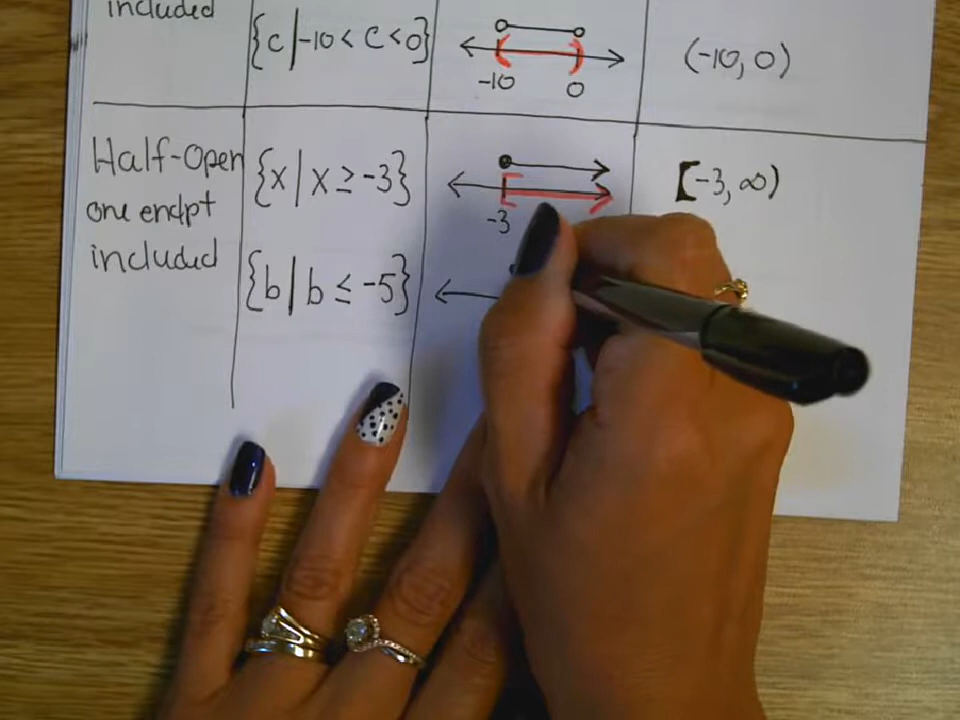 included
{c | -10 < c < 0}
-10 0
(-10, 0)
Half-Open
one endpt
included
{x | x ≥ -3}
-3
[-3, ∞)
{b | b ≤ -5}